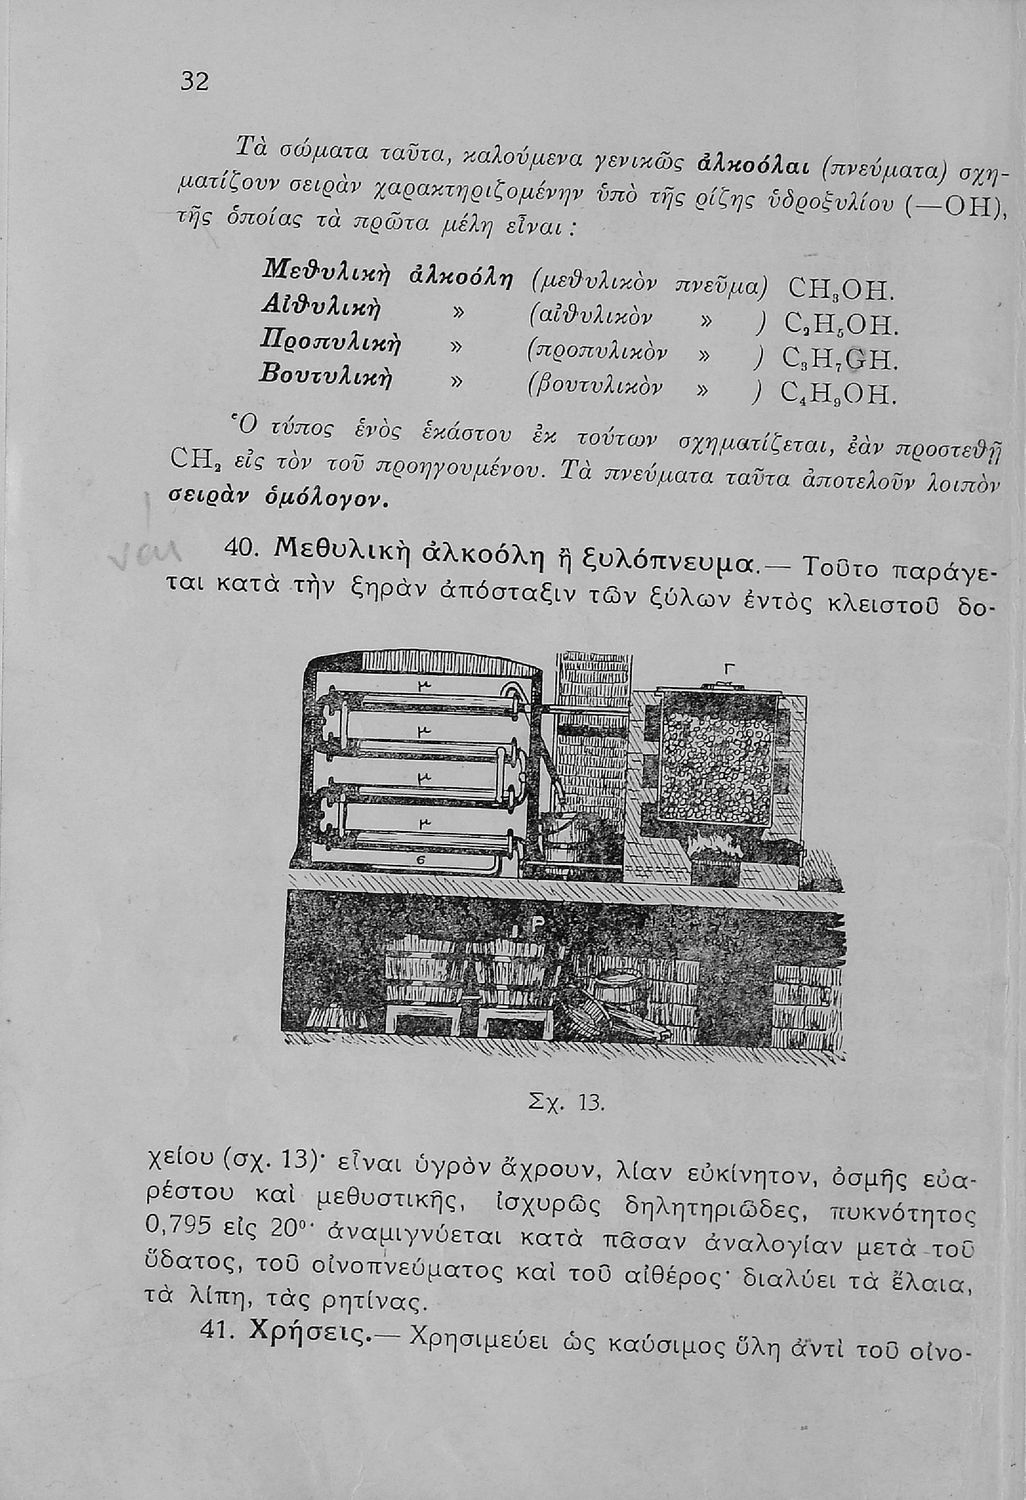 32
Τὰ σώματα ταῦτα, καλούμενα γενικῶς ἀλκοόλαι (πνεύματα) σχη-
ματίζουν σειρὰν χαρακτηριζομένην ὑπὸ τῆς ρίζης ὑδροξυλίου (—ΟΗ),
τῆς ὁποίας τὰ πρῶτα μέλη εἶναι :
Μεθυλικὴ ἀλκοόλη (μεθυλικὸν πνεῦμα) CH₃OH.
Αἰθυλικὴ » (αἰθυλικὸν » ) C₂H₅OH.
Προπυλικὴ » (προπυλικὸν » ) C₃H₇GH.
Βουτυλικὴ » (βουτυλικὸν » ) C₄H₉OH.
Ὁ τύπος ἑνὸς ἑκάστου ἐκ τούτων σχηματίζεται, ἐὰν προστεθῇ
CH₂ εἰς τὸν τοῦ προηγουμένου. Τὰ πνεύματα ταῦτα ἀποτελοῦν λοιπὸν
σειρὰν ὁμόλογον.
ναι
40. Μεθυλικὴ ἀλκοόλη ἢ ξυλόπνευμα.— Τοῦτο παράγε-
ται κατὰ τὴν ξηρὰν ἀπόσταξιν τῶν ξύλων ἐντὸς κλειστοῦ δο-
Γ
μ
μ
μ
μ
σ
Ρ
Σχ. 13.
χείου (σχ. 13)· εἶναι ὑγρὸν ἄχρουν, λίαν εὐκίνητον, ὀσμῆς εὐα-
ρέστου καὶ μεθυστικῆς, ἰσχυρῶς δηλητηριῶδες, πυκνότητος
0,795 εἰς 20⁰· ἀναμιγνύεται κατὰ πᾶσαν ἀναλογίαν μετὰ τοῦ
ὕδατος, τοῦ οἰνοπνεύματος καὶ τοῦ αἰθέρος· διαλύει τὰ ἔλαια,
τὰ λίπη, τὰς ρητίνας.
41. Χρήσεις.— Χρησιμεύει ὡς καύσιμος ὕλη ἀντὶ τοῦ οἰνο-